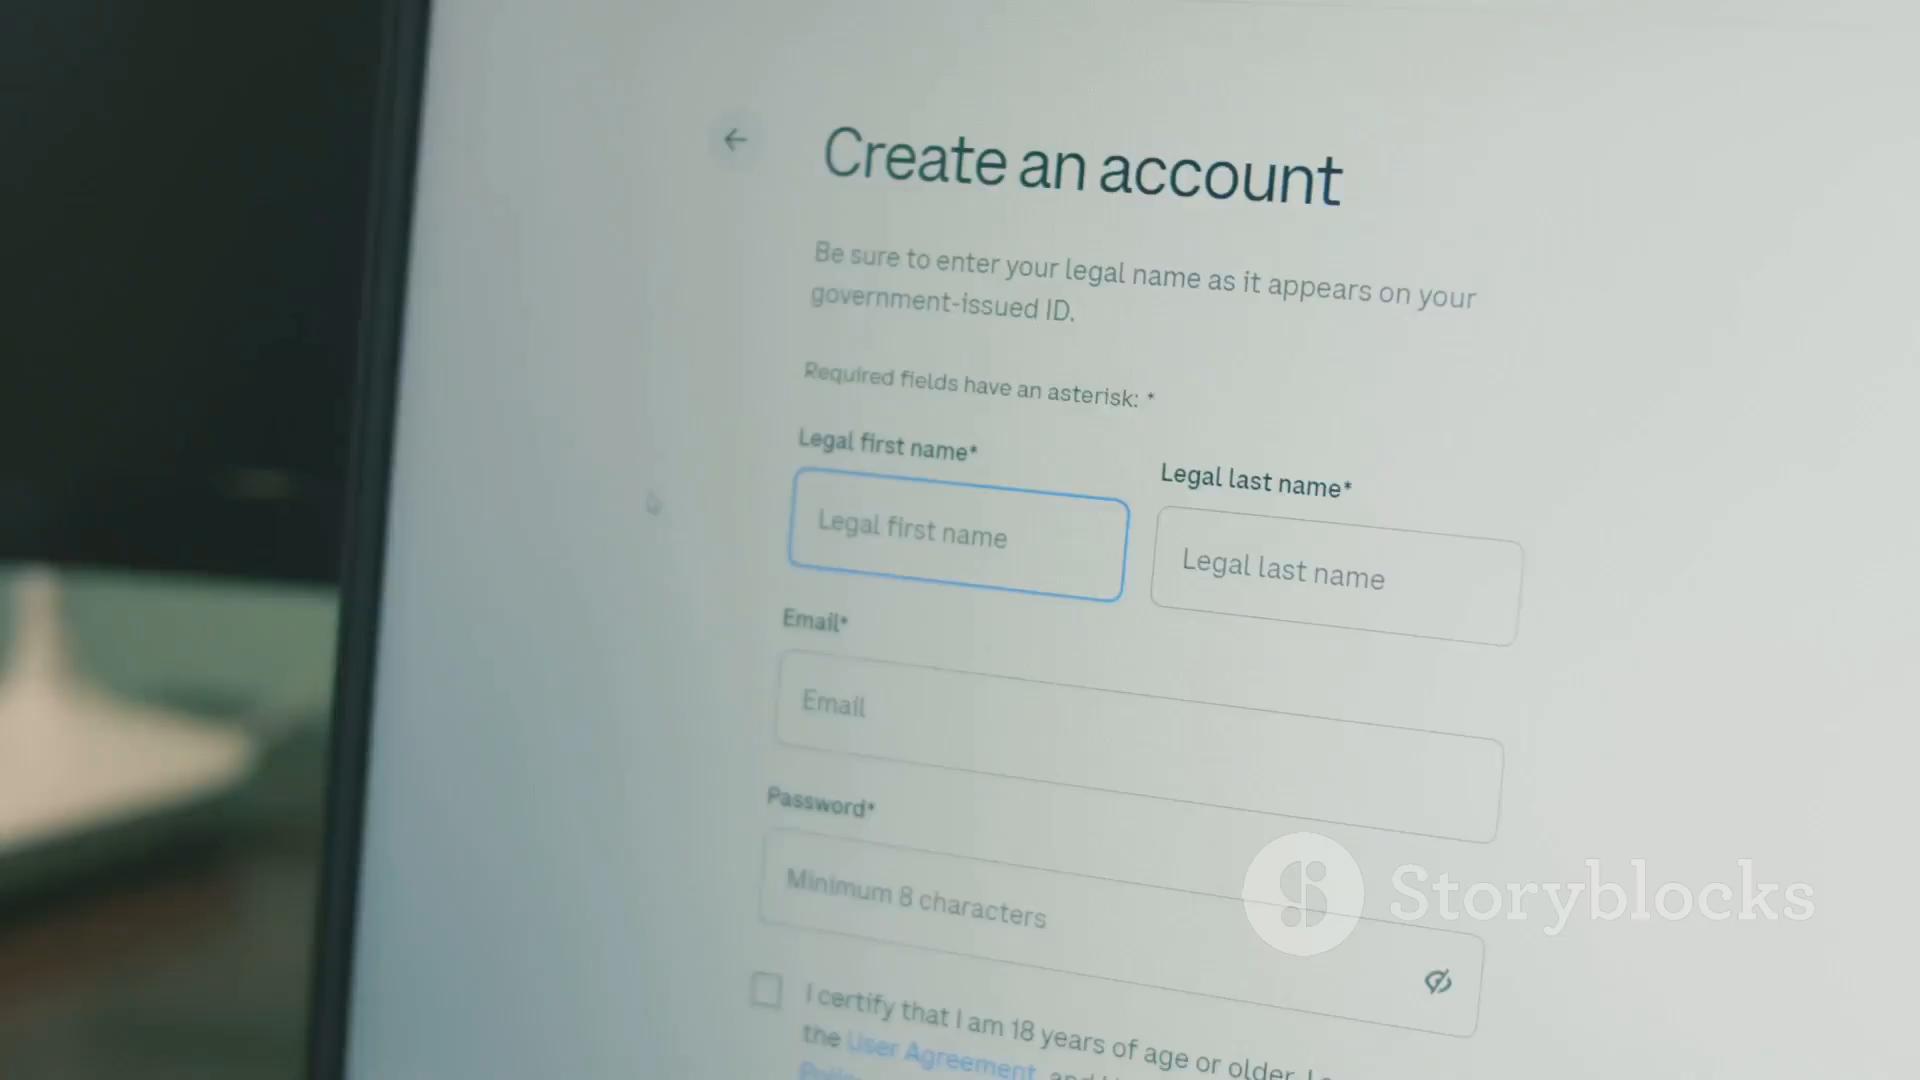 Create an account
Be sure to enter your legal name as it appears on your
government-issued ID.
Required fields have an asterisk: *
Legal first name*
Legal last name*
Legal first name
Legal last name
Email*
Email
Password*
Minimum 8 characters
Storyblocks
I certify that I am 18 years of age or older, I
the User Agreement, and